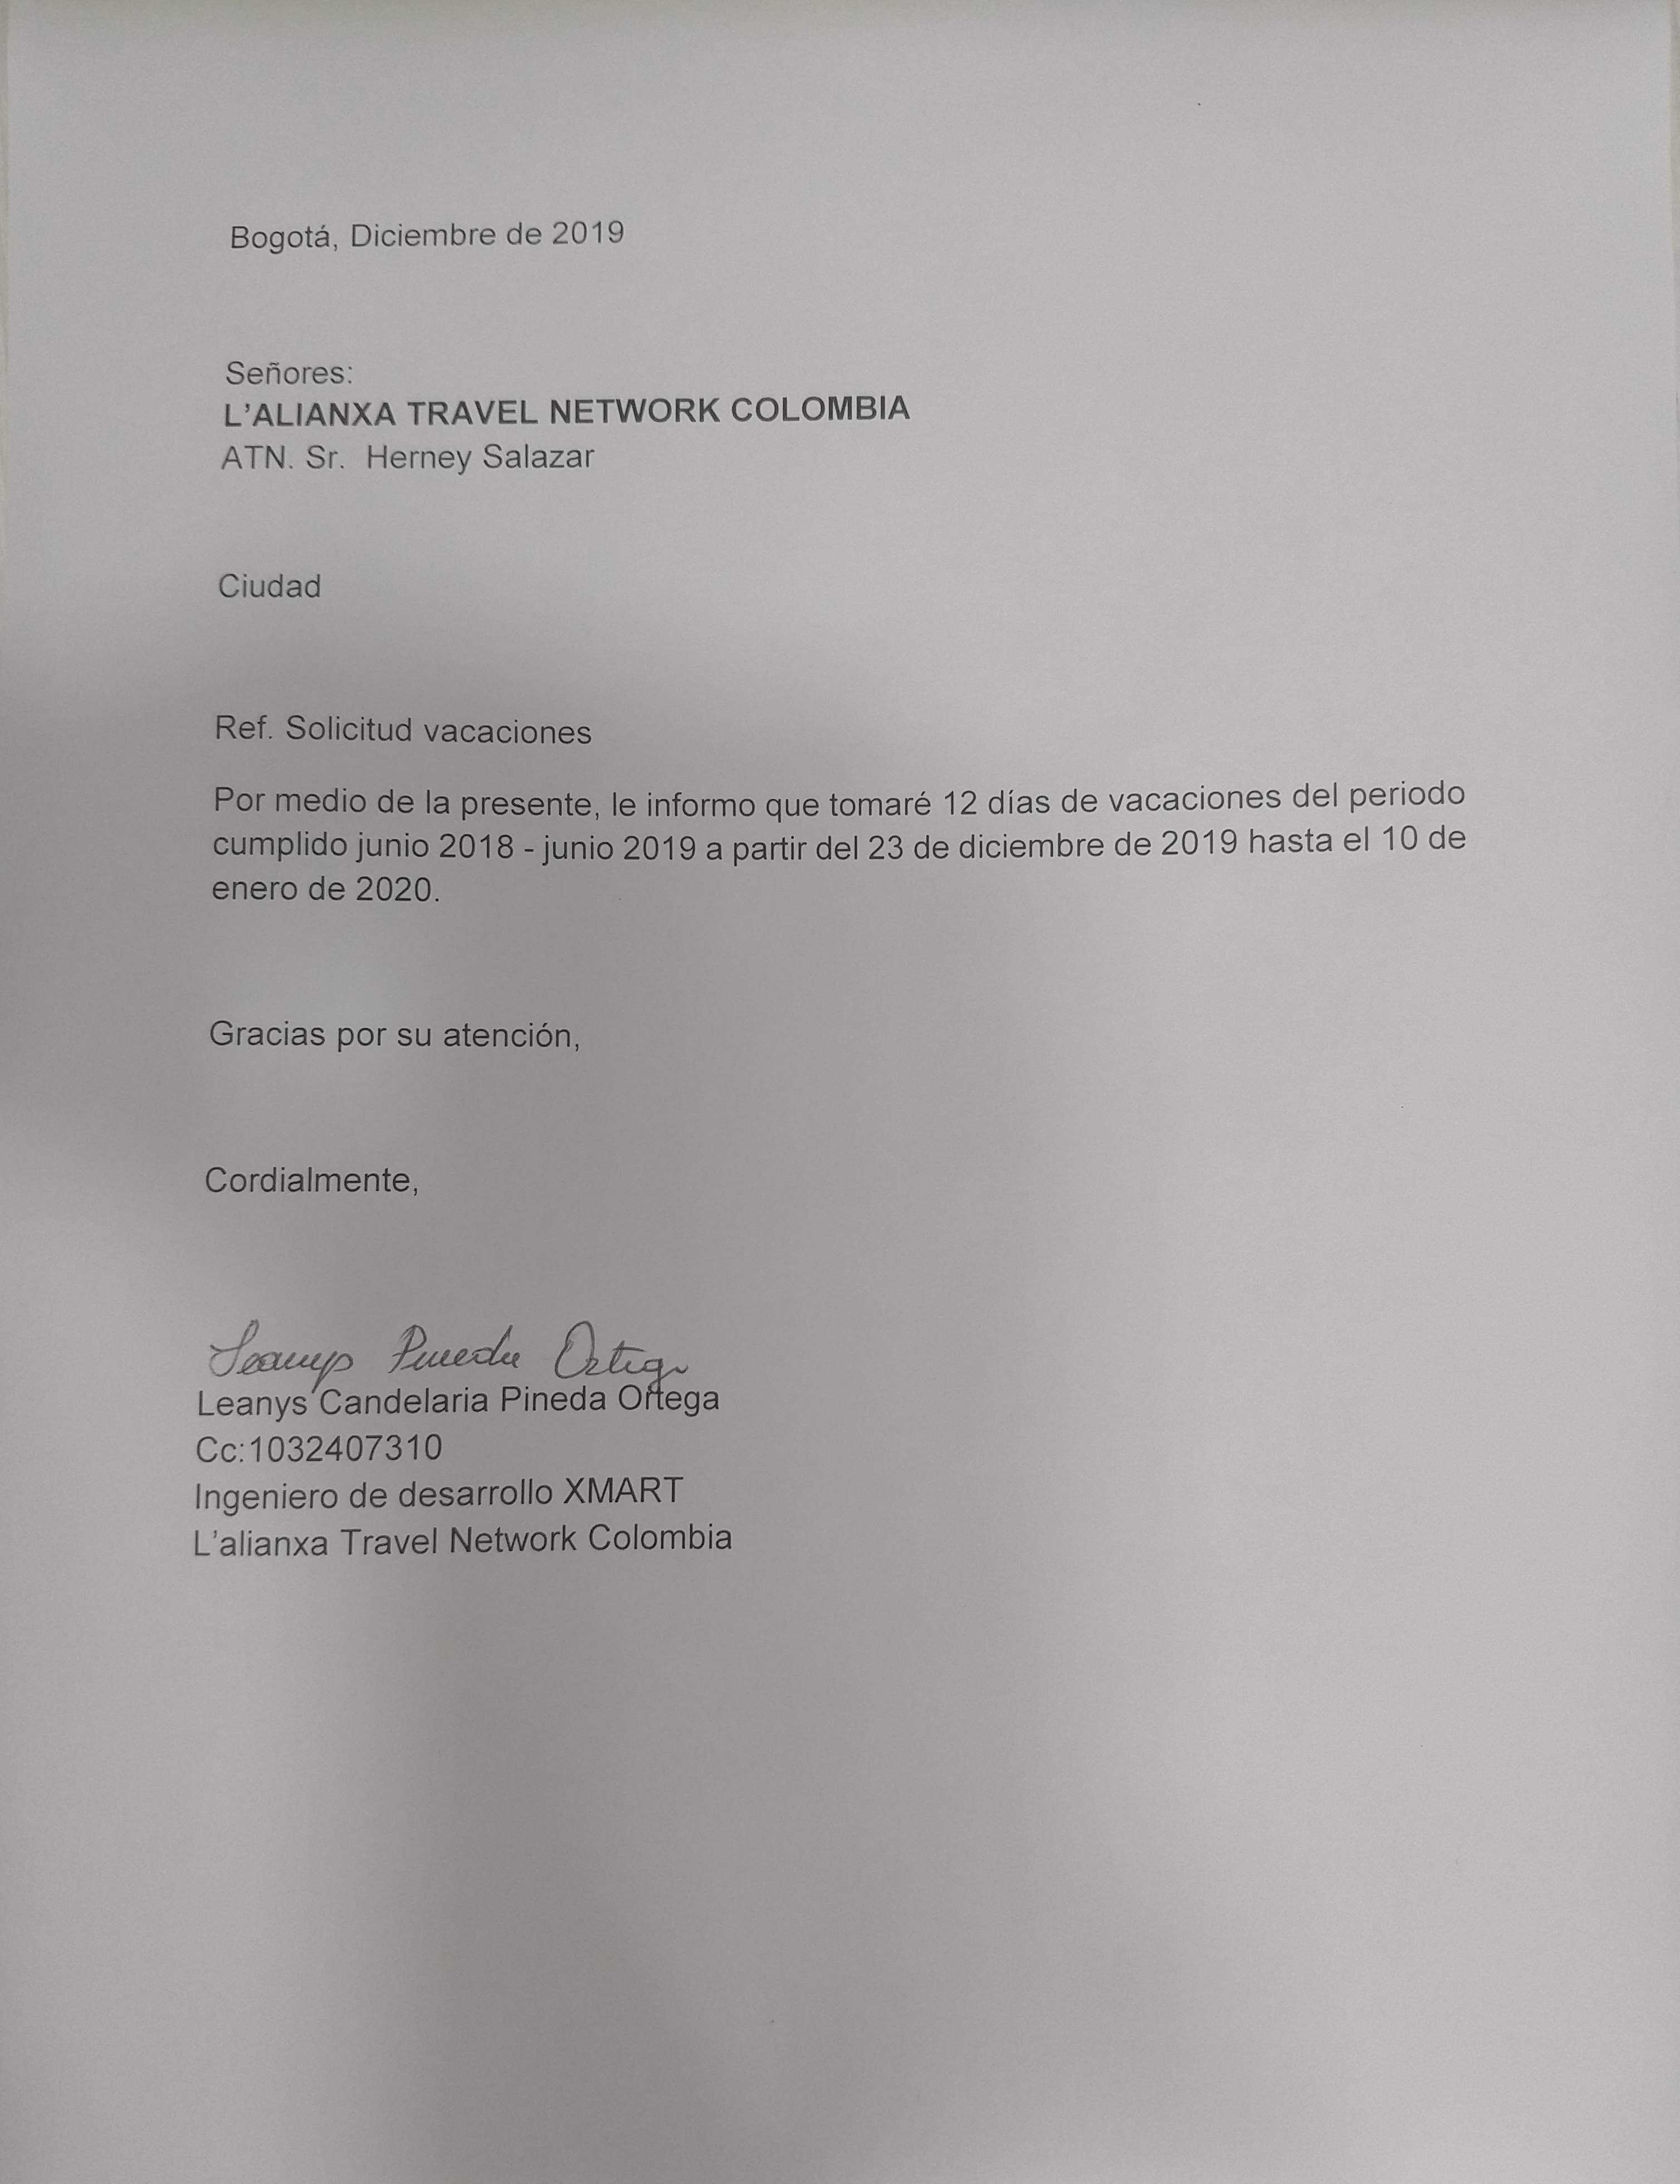 Bogotá, Diciembre de 2019
Señores:
L'ALIANXA TRAVEL NETWORK COLOMBIA
ATN. Sr. Herney Salazar
Ciudad
Ref. Solicitud vacaciones
Por medio de la presente, le informo que tomaré 12 días de vacaciones del periodo
cumplido junio 2018 - junio 2019 a partir del 23 de diciembre de 2019 hasta el 10 de
enero de 2020.
Gracias por su atención,
Cordialmente,
Leanys Pineda Ortega
Leanys Candelaria Pineda Ortega
Cc:1032407310
Ingeniero de desarrollo XMART
L'alianxa Travel Network Colombia